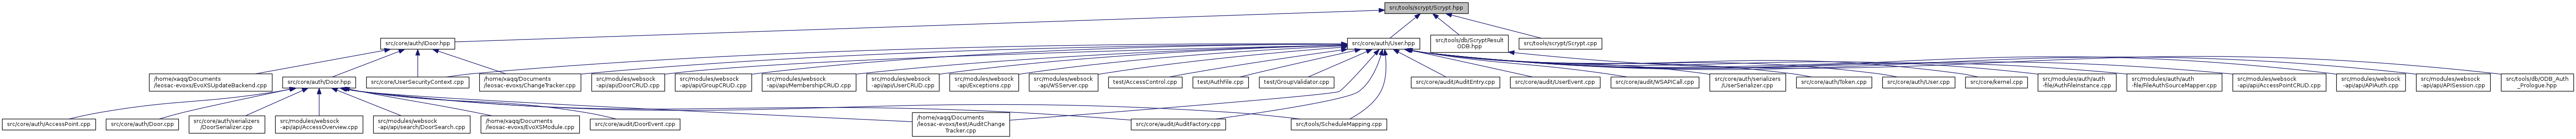 src/tools/scrypt/Scrypt.hpp
src/core/auth/IDoor.hpp
src/core/auth/User.hpp
src/tools/db/ScryptResult
ODB.hpp
src/tools/scrypt/Scrypt.cpp
/home/xaqq/Documents
/leosac-evoxs/EvoXSUpdateBackend.cpp
src/core/auth/Door.hpp
src/core/UserSecurityContext.cpp
/home/xaqq/Documents
/leosac-evoxs/ChangeTracker.cpp
src/modules/websock
-api/api/DoorCRUD.cpp
src/modules/websock
-api/api/GroupCRUD.cpp
src/modules/websock
-api/api/MembershipCRUD.cpp
src/modules/websock
-api/api/UserCRUD.cpp
src/modules/websock
-api/Exceptions.cpp
src/modules/websock
-api/WSServer.cpp
test/AccessControl.cpp
test/AuthFile.cpp
test/GroupValidator.cpp
src/core/audit/AuditEntry.cpp
src/core/audit/UserEvent.cpp
src/core/audit/WSAPICall.cpp
src/core/auth/serializers
/UserSerializer.cpp
src/core/auth/Token.cpp
src/core/auth/User.cpp
src/core/kernel.cpp
src/modules/auth/auth
-file/AuthFileInstance.cpp
src/modules/auth/auth
-file/FileAuthSourceMapper.cpp
src/modules/websock
-api/api/AccessPointCRUD.cpp
src/modules/websock
-api/api/APIAuth.cpp
src/modules/websock
-api/api/APISession.cpp
src/tools/db/ODB_Auth
_Prologue.hpp
src/core/auth/AccessPoint.cpp
src/core/auth/Door.cpp
src/core/auth/serializers
/DoorSerializer.cpp
src/modules/websock
-api/api/AccessOverview.cpp
src/modules/websock
-api/api/search/DoorSearch.cpp
/home/xaqq/Documents
/leosac-evoxs/EvoXSModule.cpp
src/core/audit/DoorEvent.cpp
/home/xaqq/Documents
/leosac-evoxs/test/AuditChange
Tracker.cpp
src/core/audit/AuditFactory.cpp
src/tools/ScheduleMapping.cpp